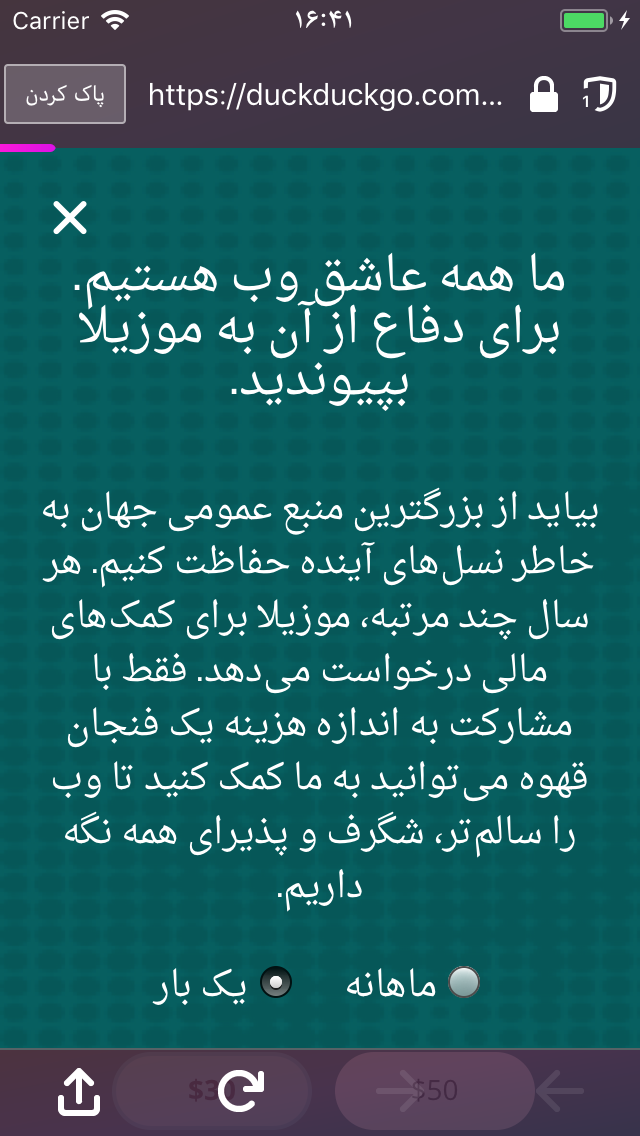 Carrier
۱۶:۴۱
پاک کردن
https://duckduckgo.com...
1
ما همه عاشق وب هستیم.
برای دفاع از آن به موزیلا
بپیوندید.
بیاید از بزرگترین منبع عمومی جهان به
خاطر نسل‌های آینده حفاظت کنیم. هر
سال چند مرتبه، موزیلا برای کمک‌های
مالی درخواست می‌دهد. فقط با
مشارکت به اندازه هزینه یک فنجان
قهوه می‌توانید به ما کمک کنید تا وب
را سالم‌تر، شگرف و پذیرای همه نگه
داریم.
ماهانه
یک بار
$50
$30